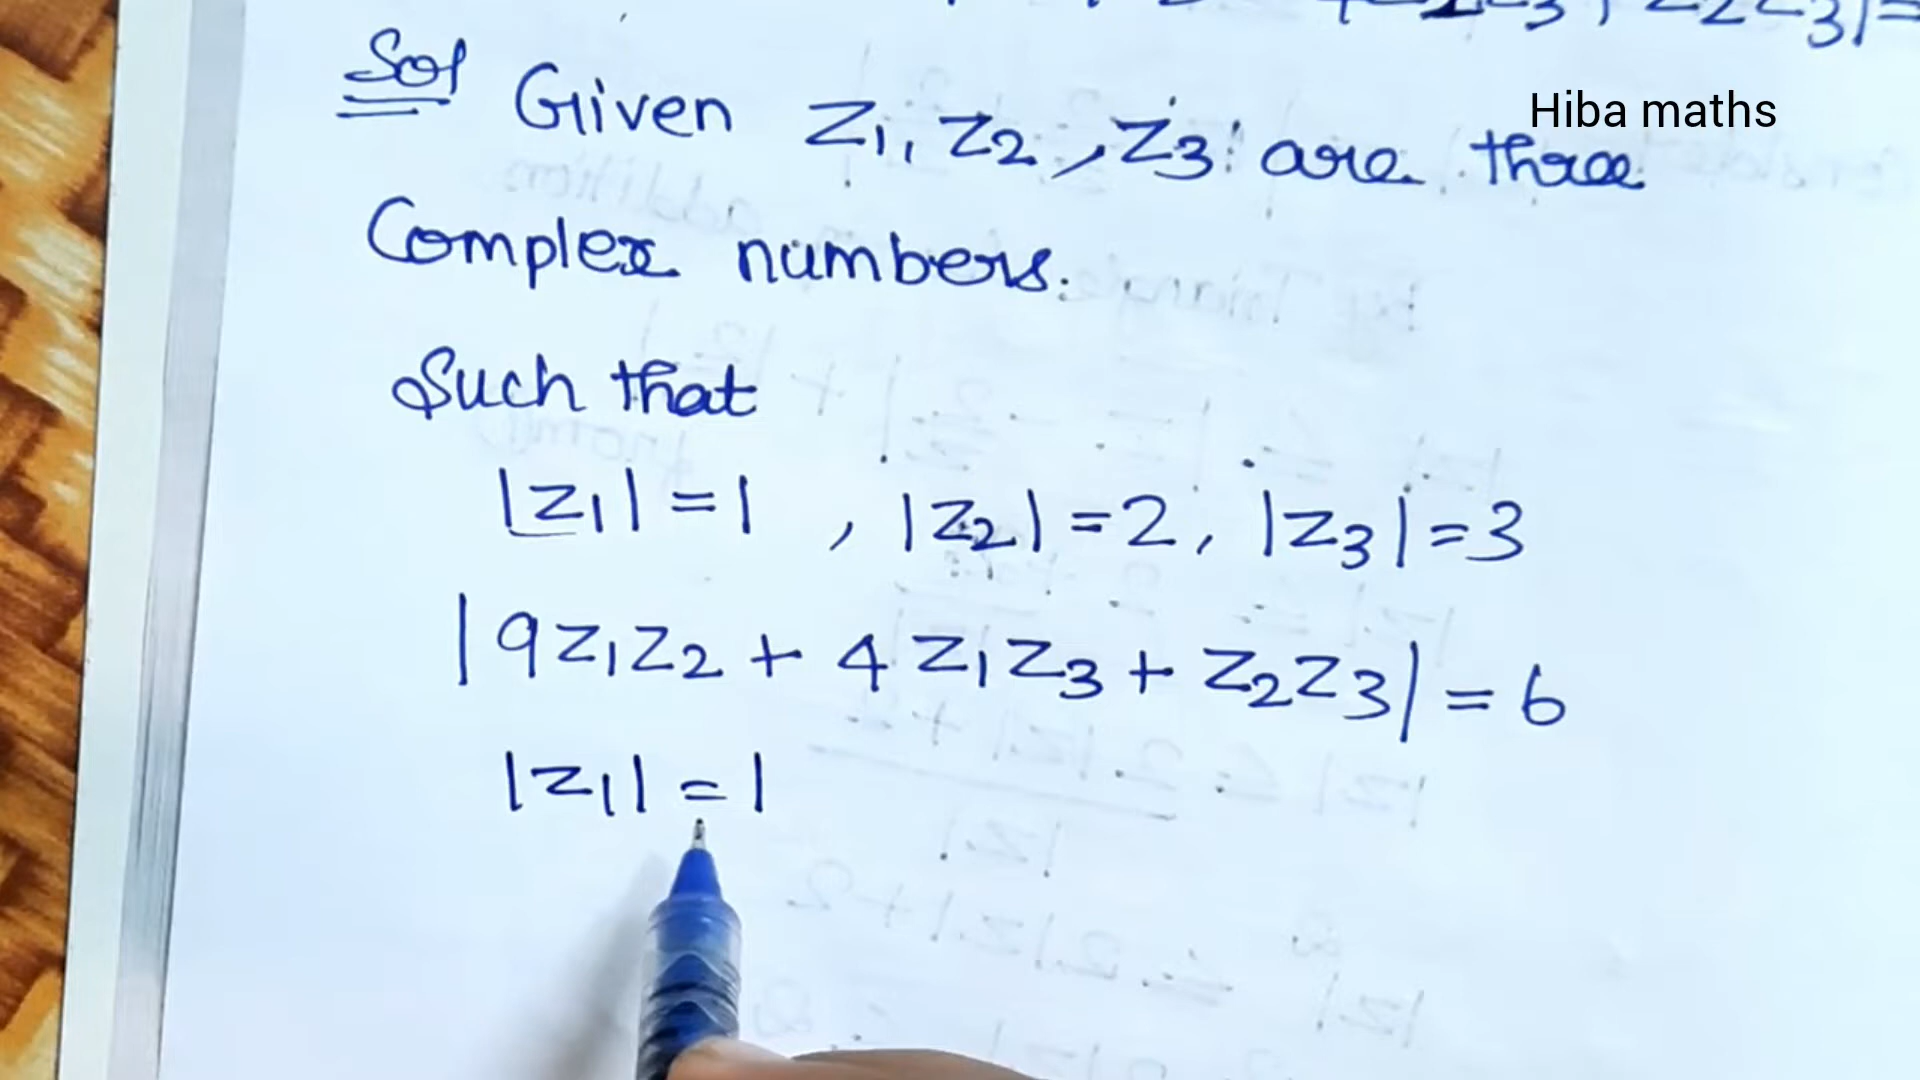 Sol Given Z1, Z2, Z3 are three
Hiba maths
Complex numbers.
Such that
|Z1| = 1, |Z2| = 2, |Z3| = 3
|9Z1Z2 + 4Z1Z3 + Z2Z3| = 6
|Z1| = 1